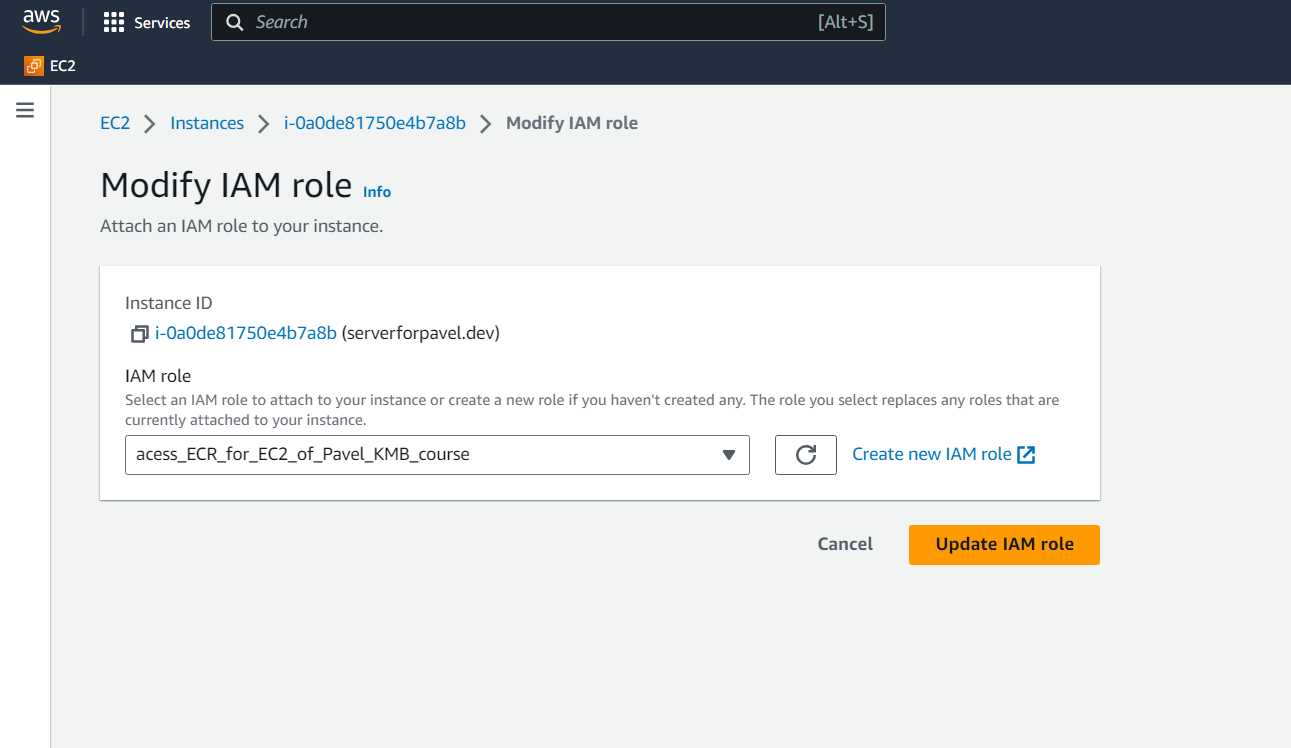 aws
Services
Search
[Alt+S]
EC2
EC2 > Instances > i-0a0de81750e4b7a8b > Modify IAM role
Modify IAM role Info
Attach an IAM role to your instance.
Instance ID
i-0a0de81750e4b7a8b (serverforpavel.dev)
IAM role
Select an IAM role to attach to your instance or create a new role if you haven't created any. The role you select replaces any roles that are
currently attached to your instance.
acess_ECR_for_EC2_of_Pavel_KMB_course
Create new IAM role
Cancel
Update IAM role